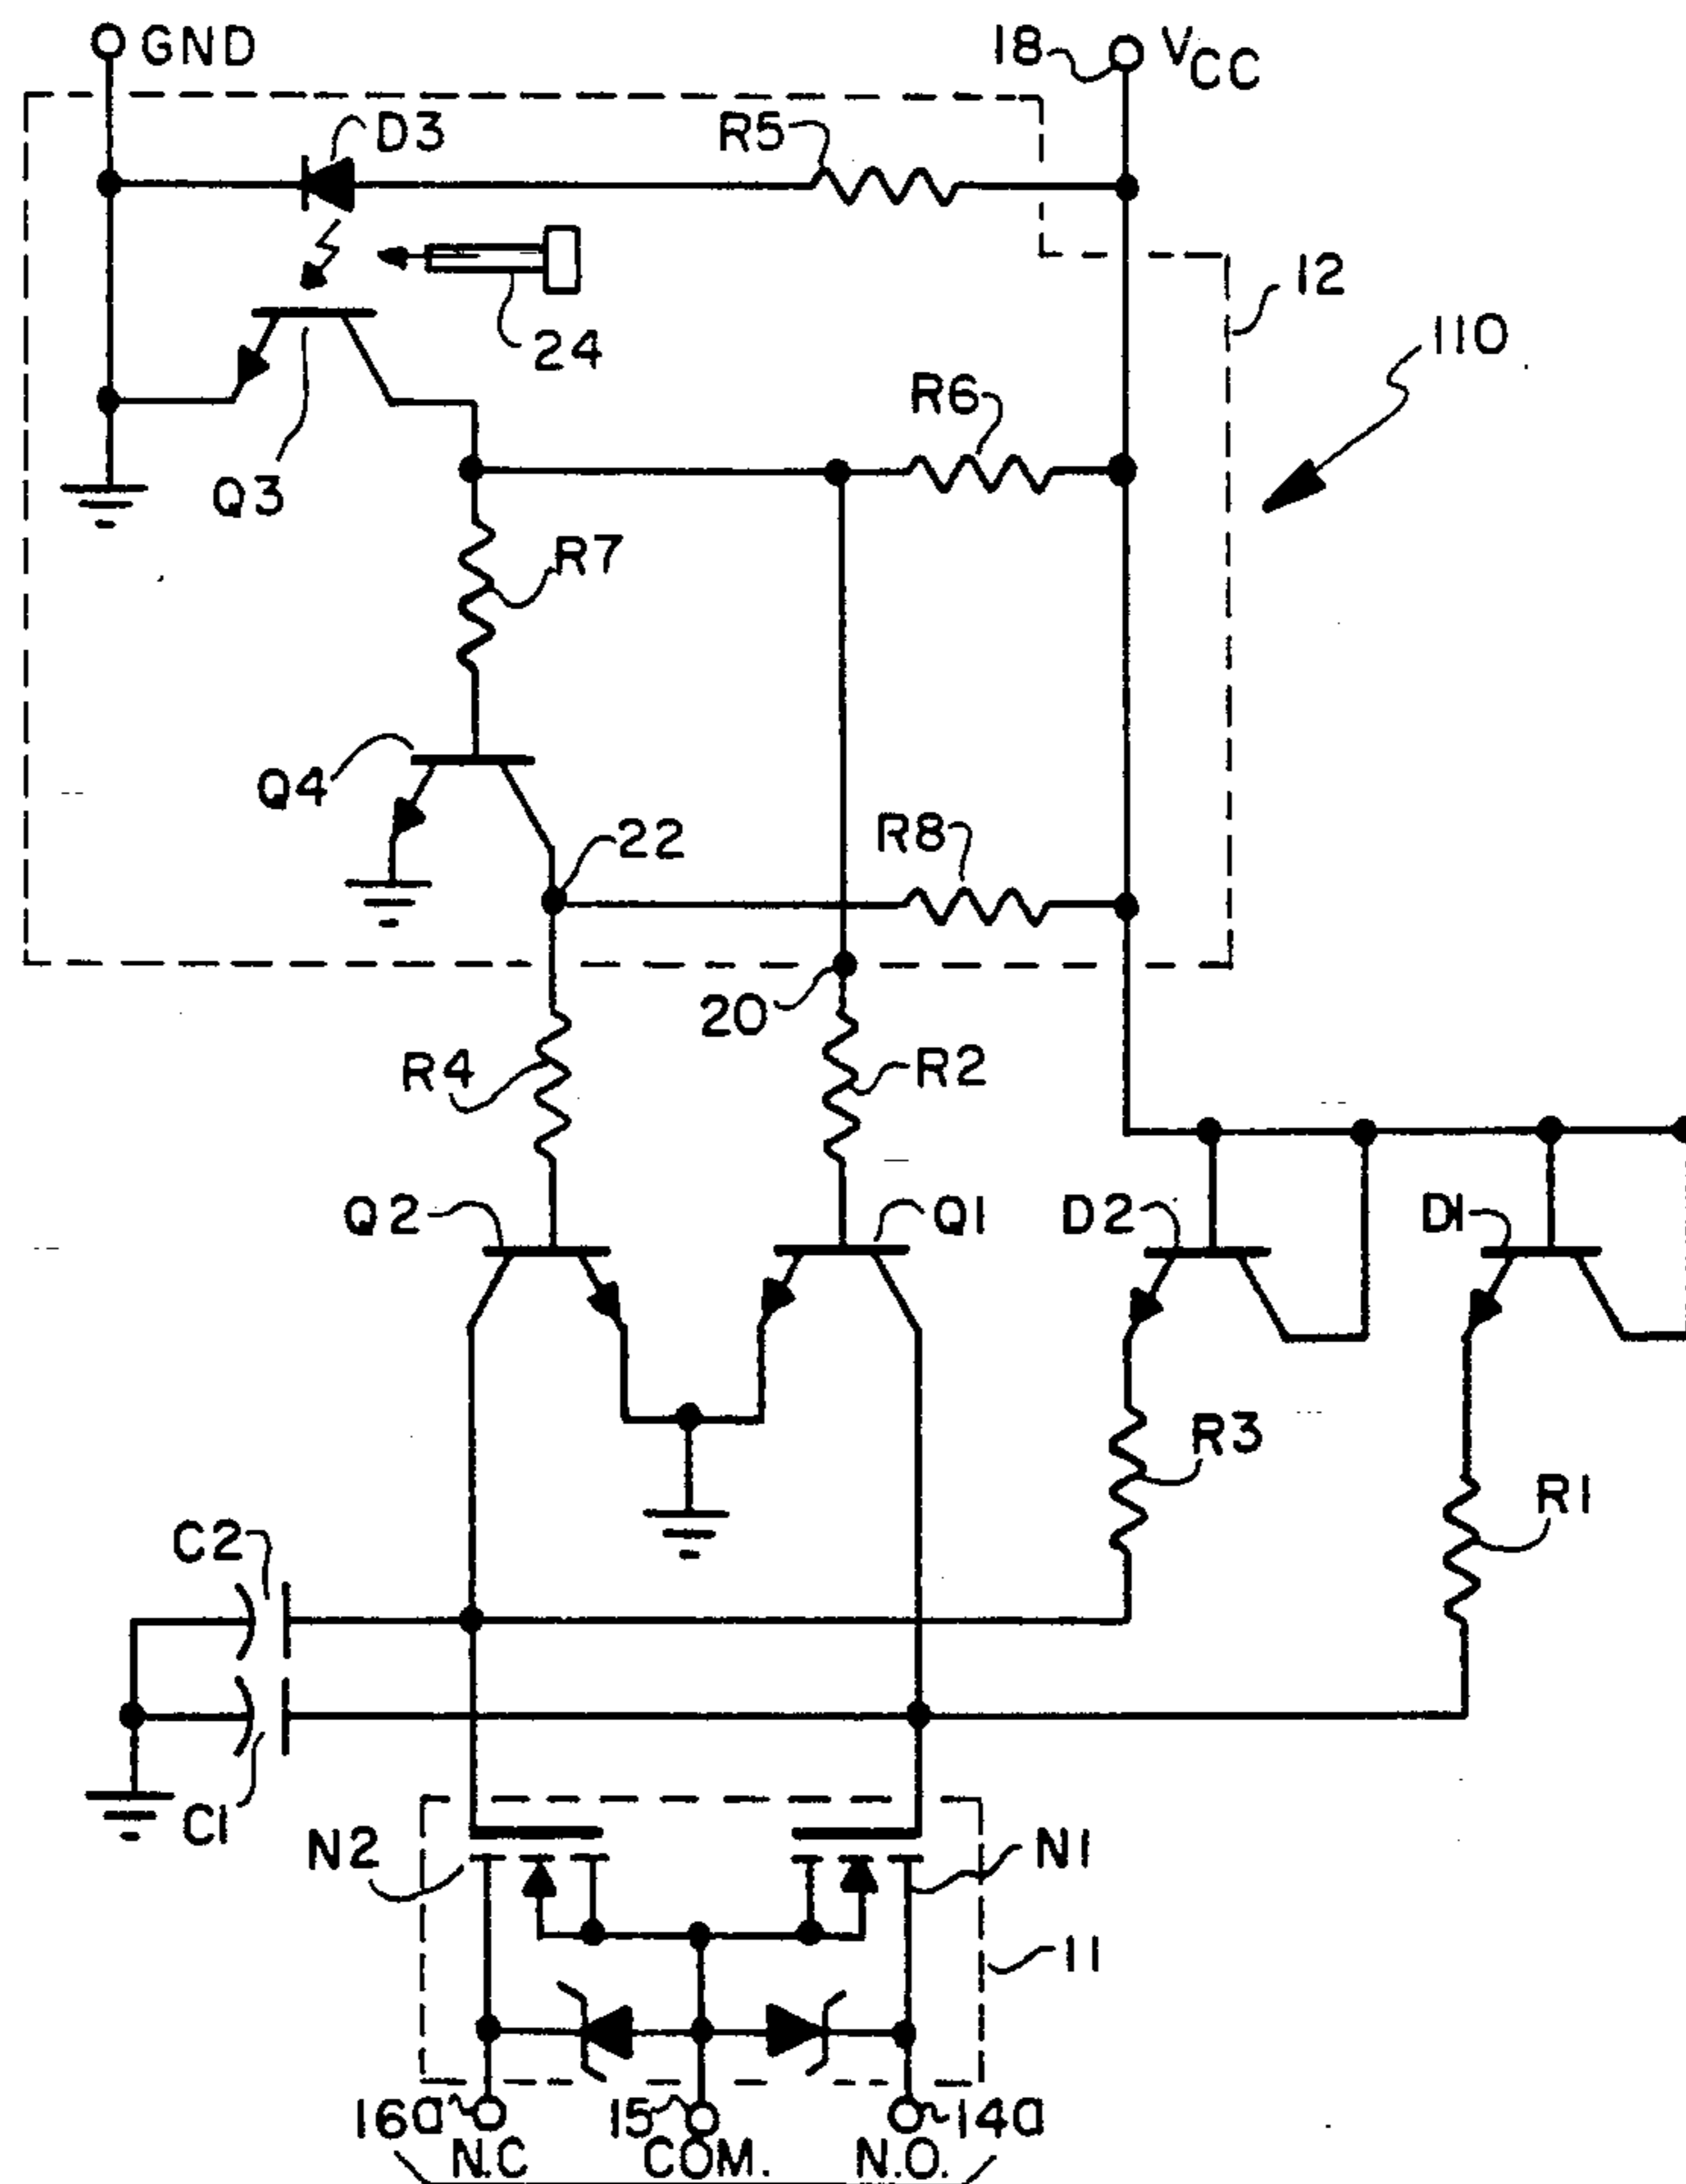 GND
18
VCC
D3
R5
12
24
110
R6
Q3
R7
Q4
22
R8
20
R4
R2
Q2
Q1
D2
D1
R3
R1
C2
C1
N2
N1
11
16a
15
14a
N.C
COM.
N.O.